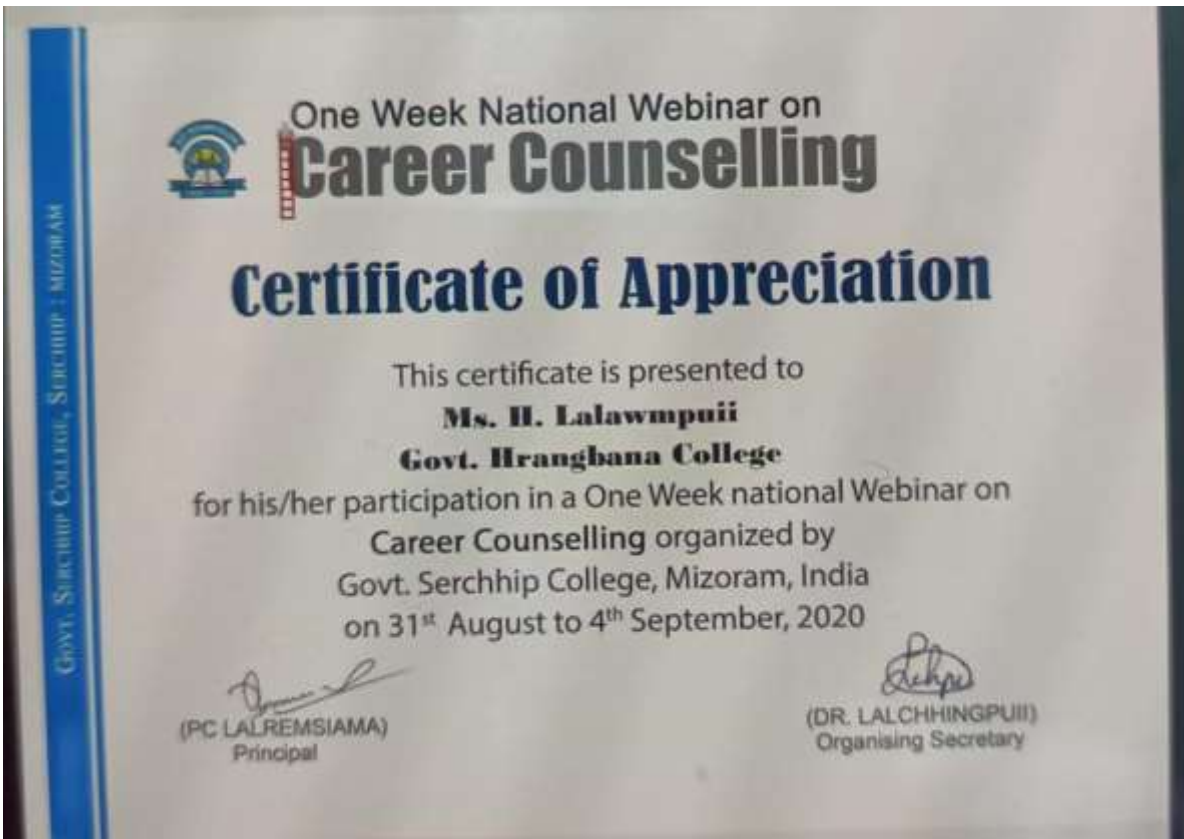 One Week National Webinar on
Career Counselling
Certificate of Appreciation
This certificate is presented to
Ms. H. Lalawmpuii
Govt. Hrangbana College
for his/her participation in a One Week national Webinar on
Career Counselling organized by
Govt. Serchhip College, Mizoram, India
on 31st August to 4th September, 2020
(PC LALREMSIAMA)
Principal
(DR. LALCHHINGPUII)
Organising Secretary
GOVT. SERCHHIP COLLEGE, SERCHHIP : MIZORAM